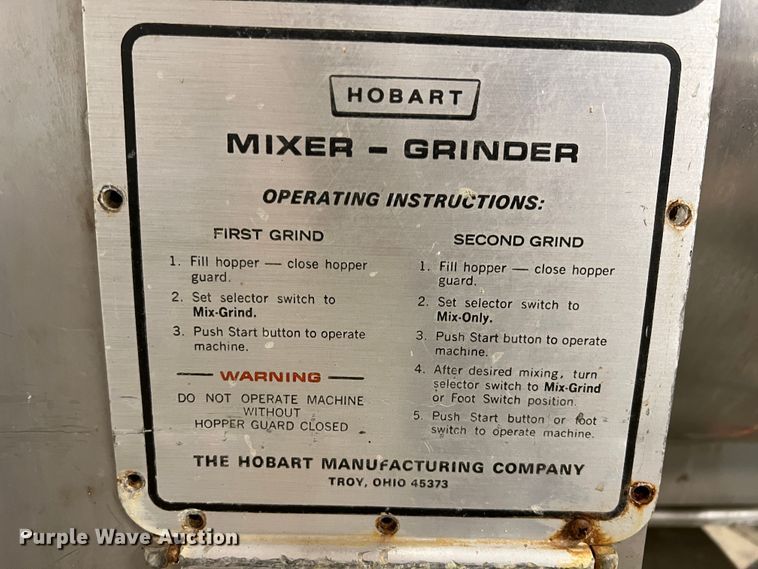 HOBART
MIXER - GRINDER
OPERATING INSTRUCTIONS:
FIRST GRIND
1. Fill hopper — close hopper
guard.
2. Set selector switch to
Mix-Grind.
3. Push Start button to operate
machine.
WARNING
DO NOT OPERATE MACHINE
WITHOUT
HOPPER GUARD CLOSED
SECOND GRIND
1. Fill hopper — close hopper
guard.
2. Set selector switch to
Mix-Only.
3. Push Start button to operate
machine.
4. After desired mixing, turn
selector switch to Mix-Grind
or Foot Switch position.
5. Push Start button or foot
switch to operate machine.
THE HOBART MANUFACTURING COMPANY
TROY, OHIO 45373
Purple Wave Auction